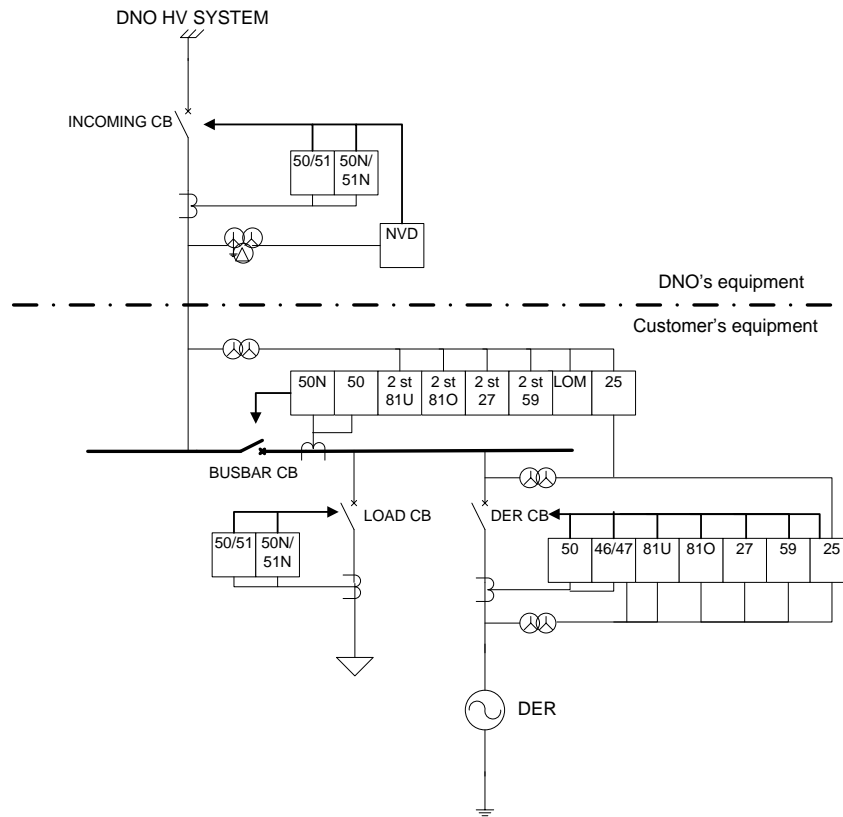 DNO HV SYSTEM
INCOMING CB
50/51
50N/
51N
NVD
DNO's equipment
Customer's equipment
50N
50
2 st
81U
2 st
81O
2 st
27
2 st
59
LOM
25
BUSBAR CB
LOAD CB
DER CB
50/51
50N/
51N
50
46/47
81U
81O
27
59
25
DER